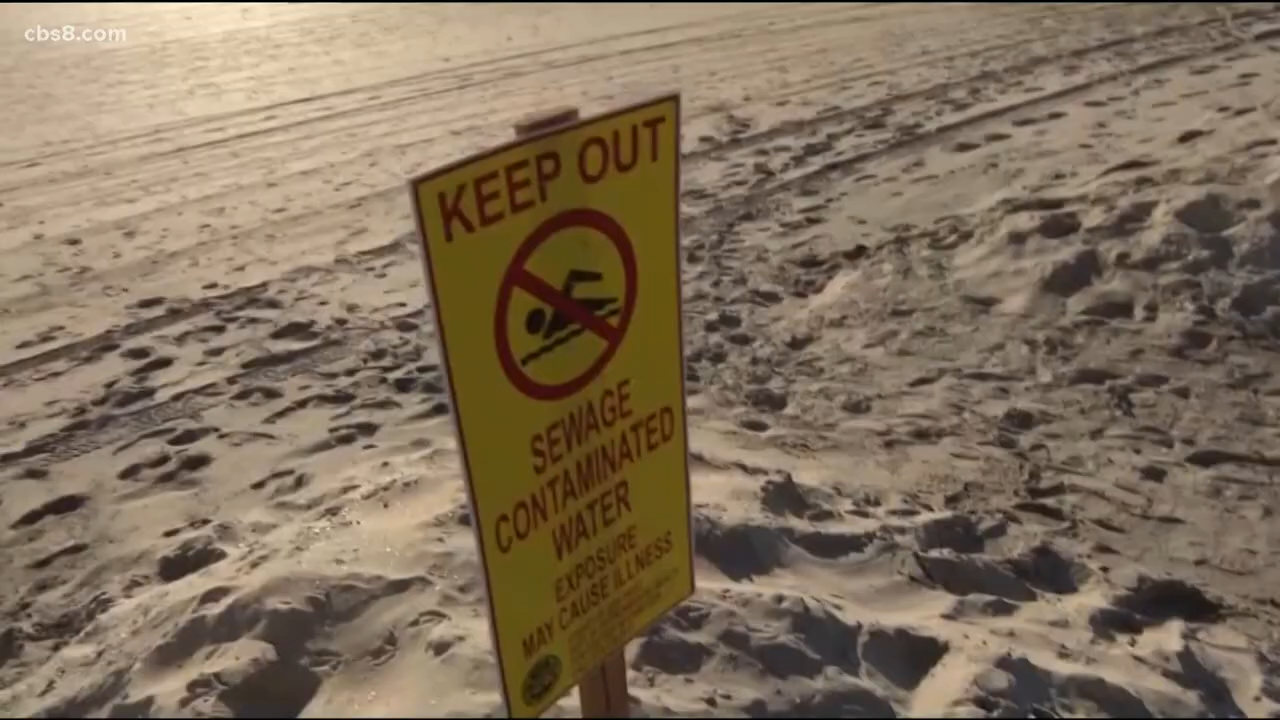 cbs8.com
KEEP OUT
SEWAGE
CONTAMINATED
WATER
EXPOSURE
MAY CAUSE ILLNESS